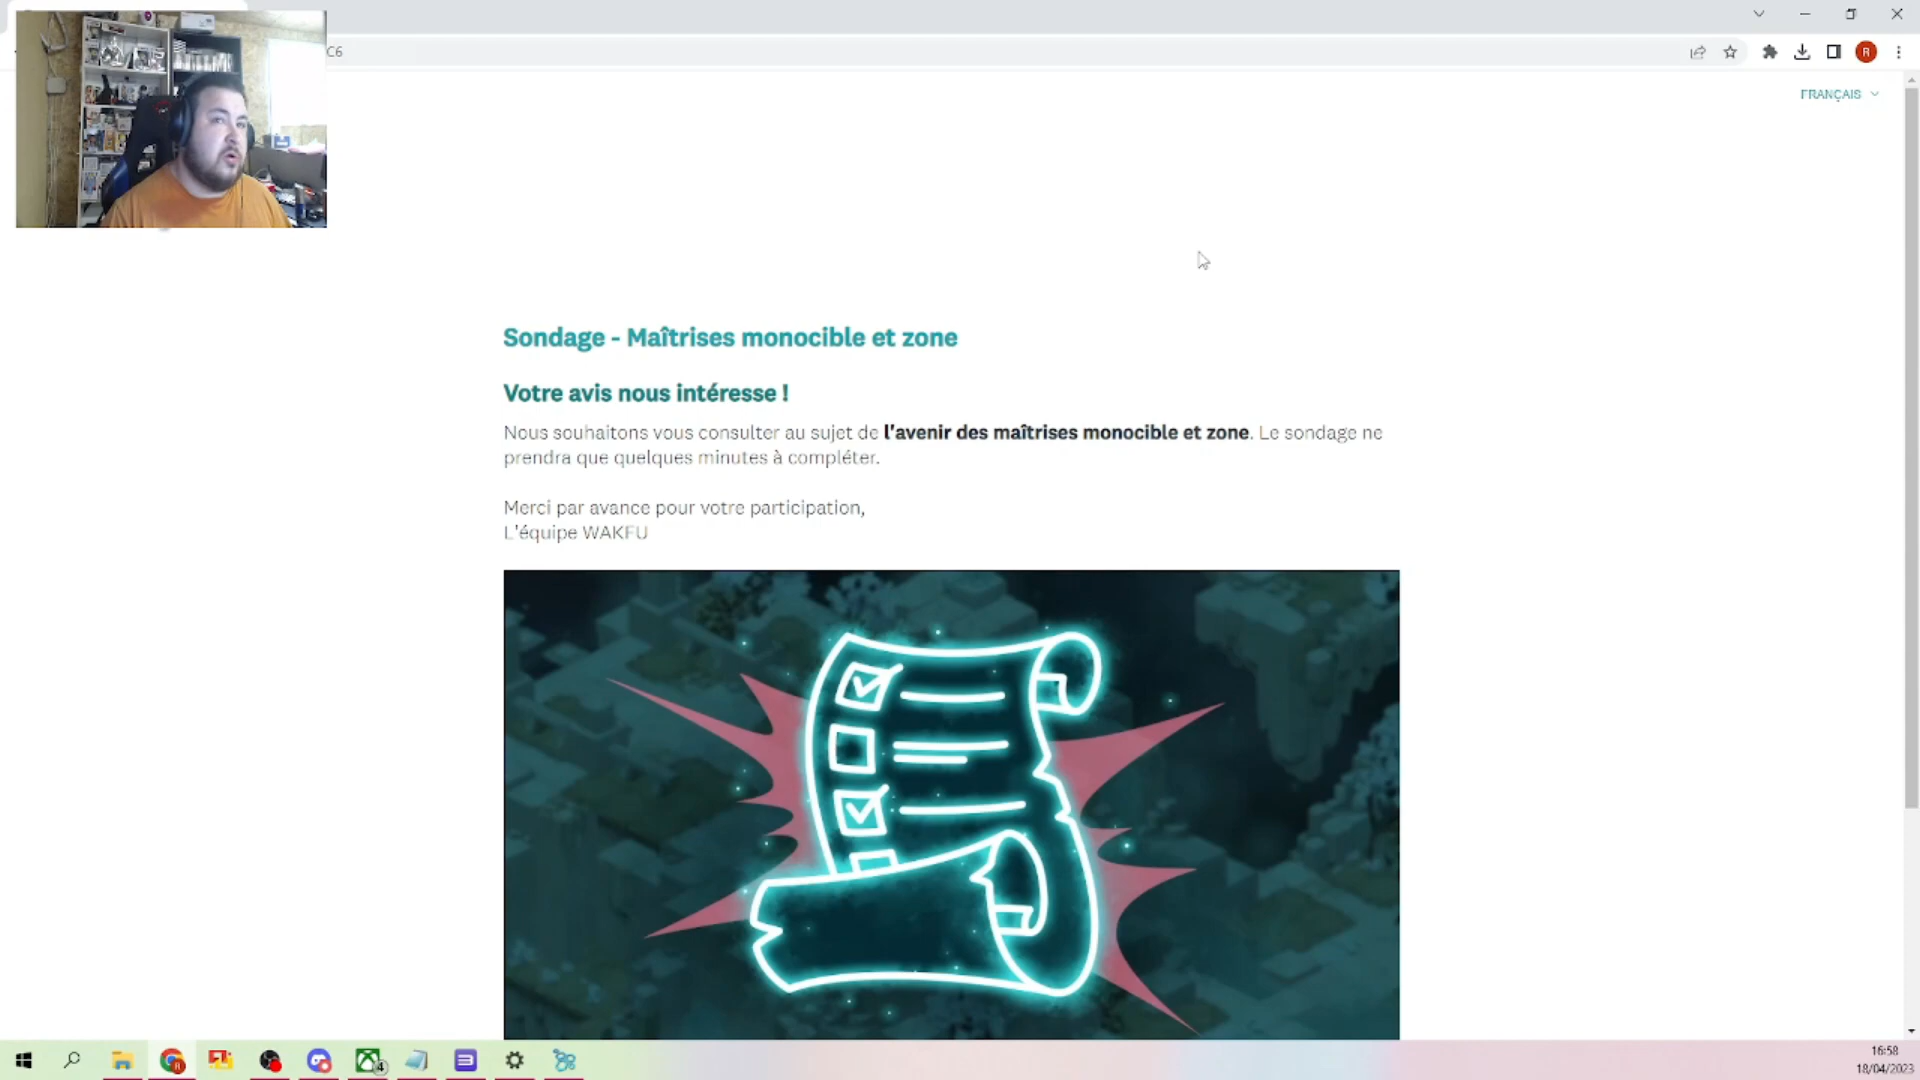 C6
R
FRANÇAIS
Sondage - Maîtrises monocible et zone
Votre avis nous intéresse !
Nous souhaitons vous consulter au sujet de l'avenir des maîtrises monocible et zone. Le sondage ne
prendra que quelques minutes à compléter.
Merci par avance pour votre participation,
L'équipe WAKFU
R
4
16:58
18/04/2023